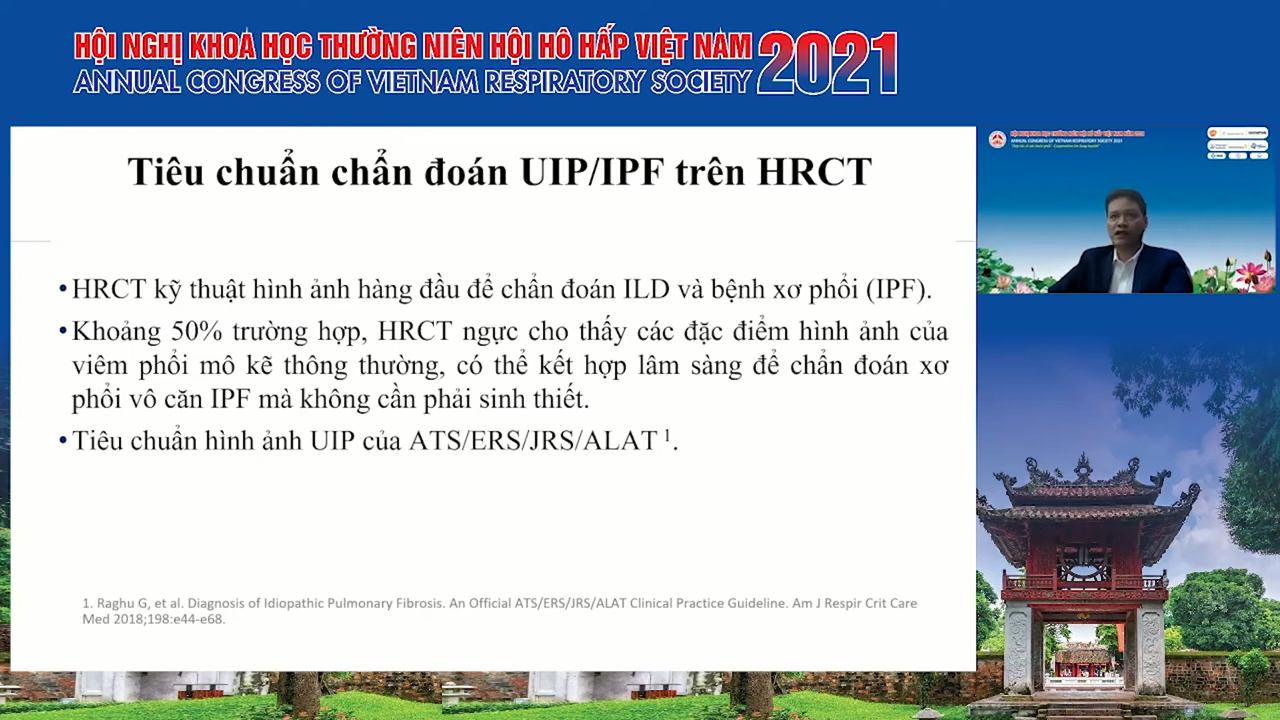 HỘI NGHỊ KHOA HỌC THƯỜNG NIÊN HỘI HÔ HẤP VIỆT NAM 2021
ANNUAL CONGRESS OF VIETNAM RESPIRATORY SOCIETY
Tiêu chuẩn chẩn đoán UIP/IPF trên HRCT
•HRCT kỹ thuật hình ảnh hàng đầu để chẩn đoán ILD và bệnh xơ phổi (IPF).
•Khoảng 50% trường hợp, HRCT ngực cho thấy các đặc điểm hình ảnh của
viêm phổi mô kẽ thông thường, có thể kết hợp lâm sàng để chẩn đoán xơ
phổi vô căn IPF mà không cần phải sinh thiết.
•Tiêu chuẩn hình ảnh UIP của ATS/ERS/JRS/ALAT ¹.
1. Raghu G, et al. Diagnosis of Idiopathic Pulmonary Fibrosis. An Official ATS/ERS/JRS/ALAT Clinical Practice Guideline. Am J Respir Crit Care
Med 2018;198:e44-e68.
ANNUAL CONGRESS OF VIETNAM RESPIRATORY SOCIETY 2021